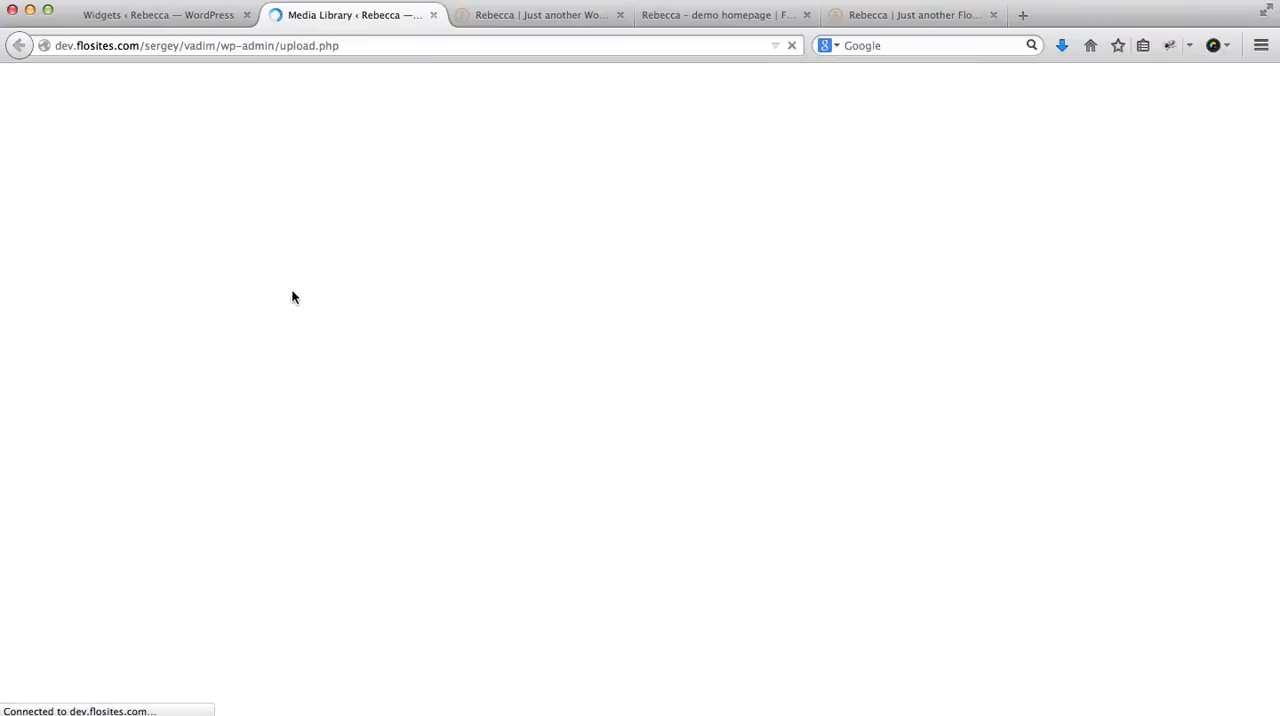 Widgets ‹ Rebecca — WordPress
Media Library ‹ Rebecca —...
Rebecca | Just another Wo...
Rebecca – demo homepage | F...
Rebecca | Just another Flo...
dev.flosites.com/sergey/vadim/wp-admin/upload.php
Google
Connected to dev.flosites.com...